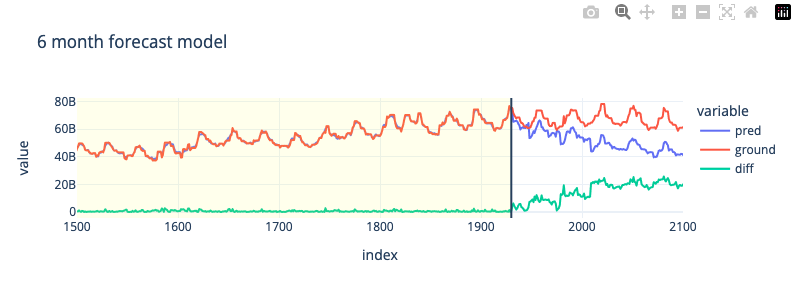 6 month forecast model
80B
60B
40B
20B
0
1500
1600
1700
1800
1900
2000
2100
value
index
variable
pred
ground
diff